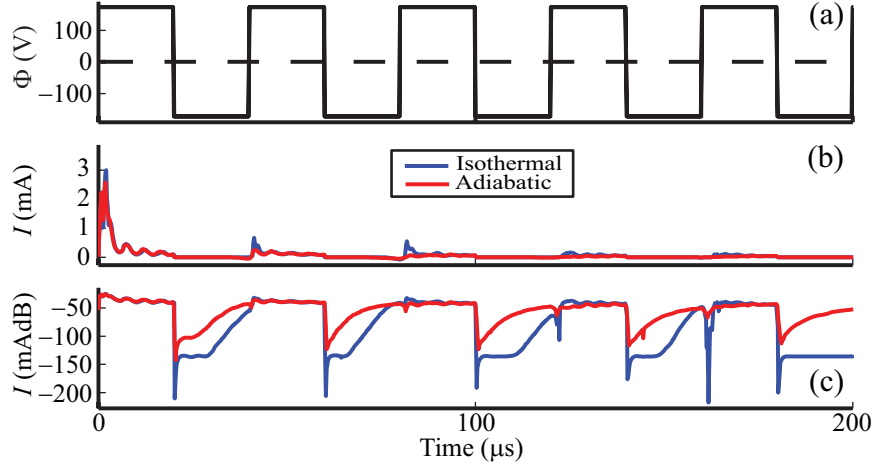 (a)
Φ (V)
100
0
−100
(b)
I (mA)
3
2
1
0
Isothermal
Adiabatic
I (mAdB)
−50
−100
−150
−200
(c)
0
100
200
Time (μs)